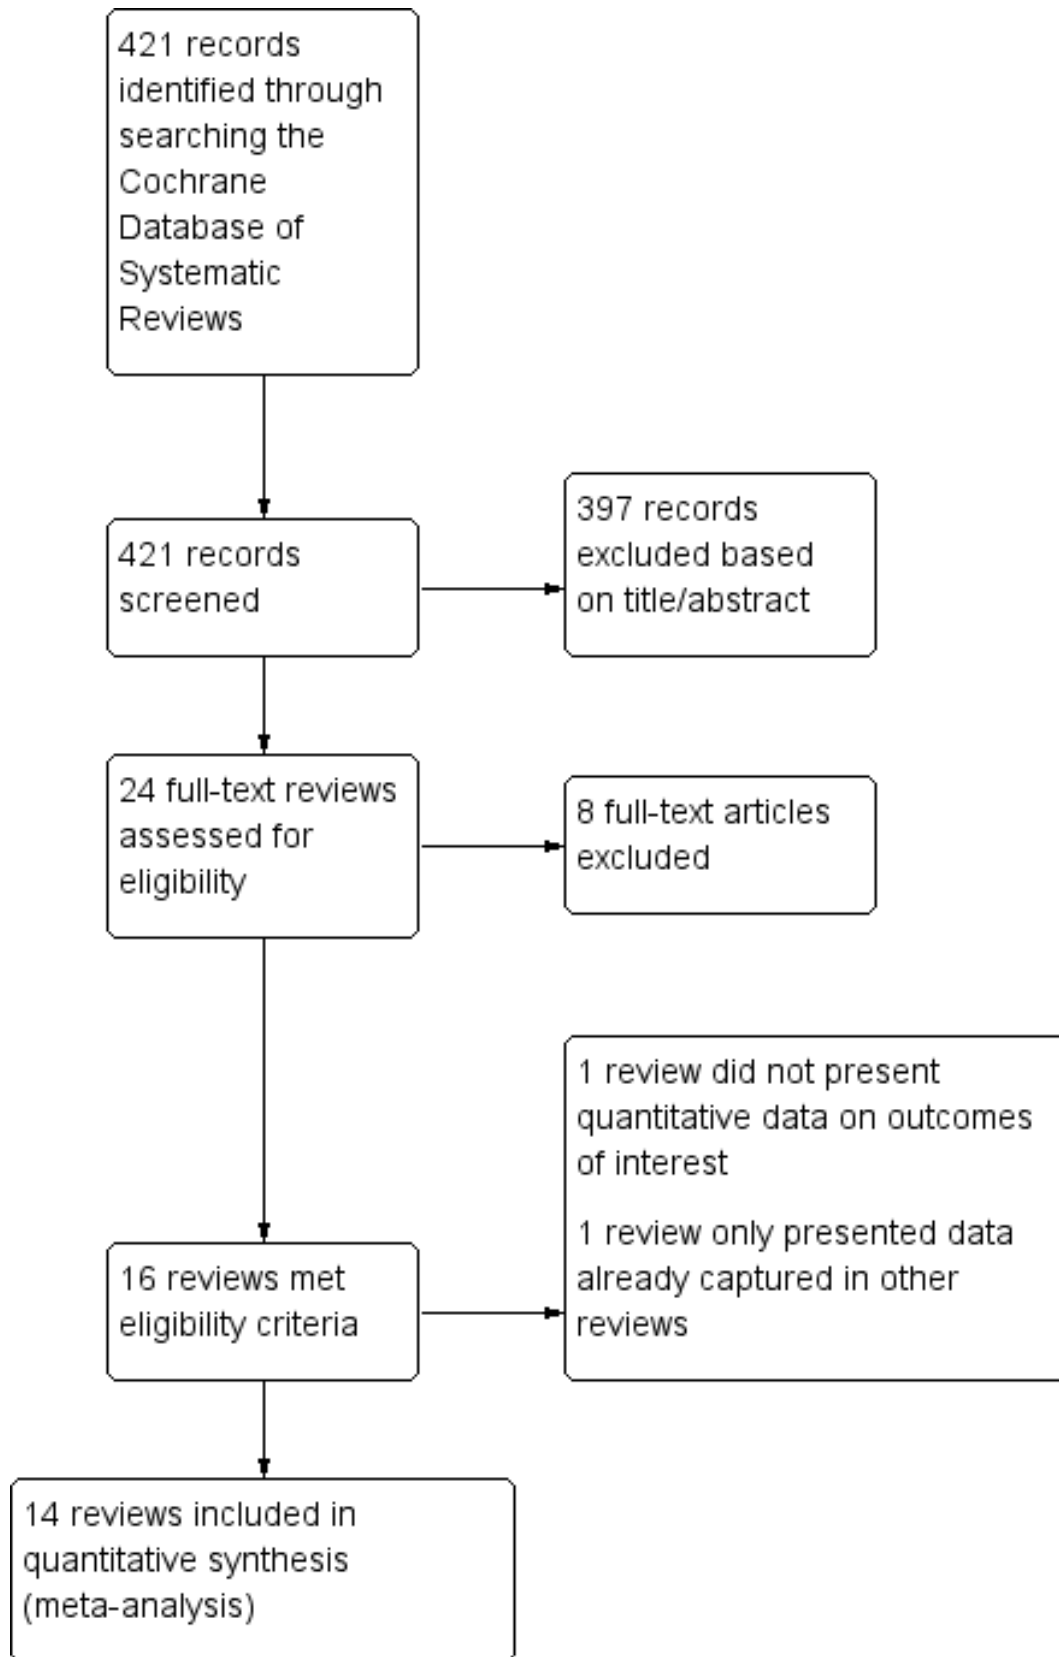 421 records
identified through
searching the
Cochrane
Database of
Systematic
Reviews
421 records
screened
397 records
excluded based
on title/abstract
24 full-text reviews
assessed for
eligibility
8 full-text articles
excluded
1 review did not present
quantitative data on outcomes
of interest
1 review only presented data
already captured in other
reviews
16 reviews met
eligibility criteria
14 reviews included in
quantitative synthesis
(meta-analysis)